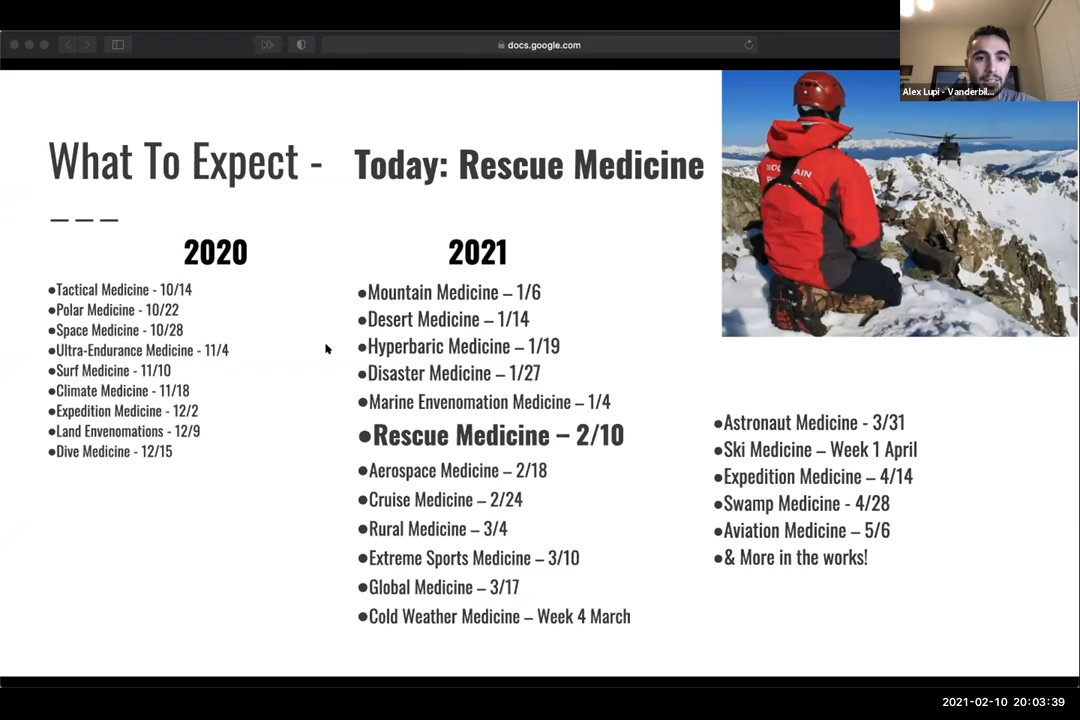 docs.google.com
Alex Lupi - Vanderbil...
What To Expect - Today: Rescue Medicine
2020
●Tactical Medicine - 10/14
●Polar Medicine - 10/22
●Space Medicine - 10/28
●Ultra-Endurance Medicine - 11/4
●Surf Medicine - 11/10
●Climate Medicine - 11/18
●Expedition Medicine - 12/2
●Land Envenomations - 12/9
●Dive Medicine - 12/15
2021
●Mountain Medicine – 1/6
●Desert Medicine – 1/14
●Hyperbaric Medicine – 1/19
●Disaster Medicine – 1/27
●Marine Envenomation Medicine – 1/4
●Rescue Medicine – 2/10
●Aerospace Medicine – 2/18
●Cruise Medicine – 2/24
●Rural Medicine – 3/4
●Extreme Sports Medicine – 3/10
●Global Medicine – 3/17
●Cold Weather Medicine – Week 4 March
●Astronaut Medicine - 3/31
●Ski Medicine – Week 1 April
●Expedition Medicine – 4/14
●Swamp Medicine - 4/28
●Aviation Medicine – 5/6
●& More in the works!
2021-02-10 20:03:39